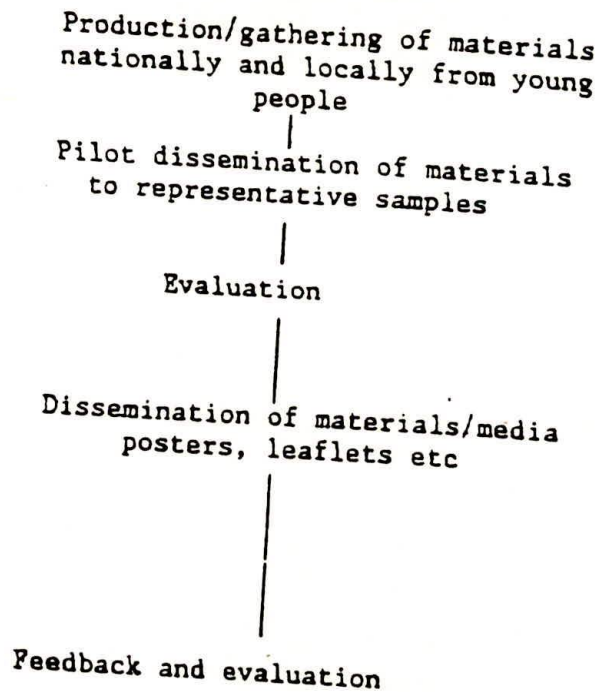 Production/gathering of materials
nationally and locally from young
people
Pilot dissemination of materials
to representative samples
Evaluation
Dissemination of materials/media
posters, leaflets etc
Feedback and evaluation